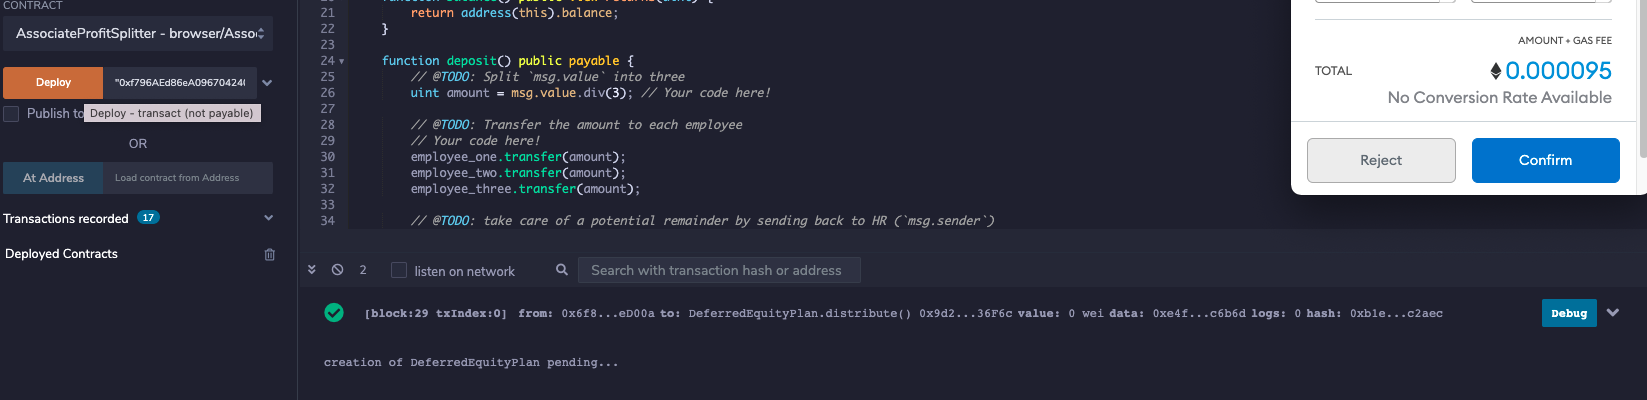 CONTRACT
AssociateProfitSplitter - browser/Asso
Deploy
"0xf796AEd86eA09670424(
Publish to
Deploy - transact (not payable)
OR
At Address
Load contract from Address
Transactions recorded 17
Deployed Contracts
21 return address(this).balance;
22 }
23
24 function deposit() public payable {
25 // @TODO: Split `msg.value` into three
26 uint amount = msg.value.div(3); // Your code here!
27
28 // @TODO: Transfer the amount to each employee
29 // Your code here!
30 employee_one.transfer(amount);
31 employee_two.transfer(amount);
32 employee_three.transfer(amount);
33
34 // @TODO: take care of a potential remainder by sending back to HR (`msg.sender`)
2
listen on network
Search with transaction hash or address
[block:29 txIndex:0] from: 0x6f8...eD00a to: DeferredEquityPlan.distribute() 0x9d2...36F6c value: 0 wei data: 0xe4f...c6b6d logs: 0 hash: 0xb1e...c2aec
Debug
creation of DeferredEquityPlan pending...
AMOUNT + GAS FEE
TOTAL
0.000095
No Conversion Rate Available
Reject
Confirm